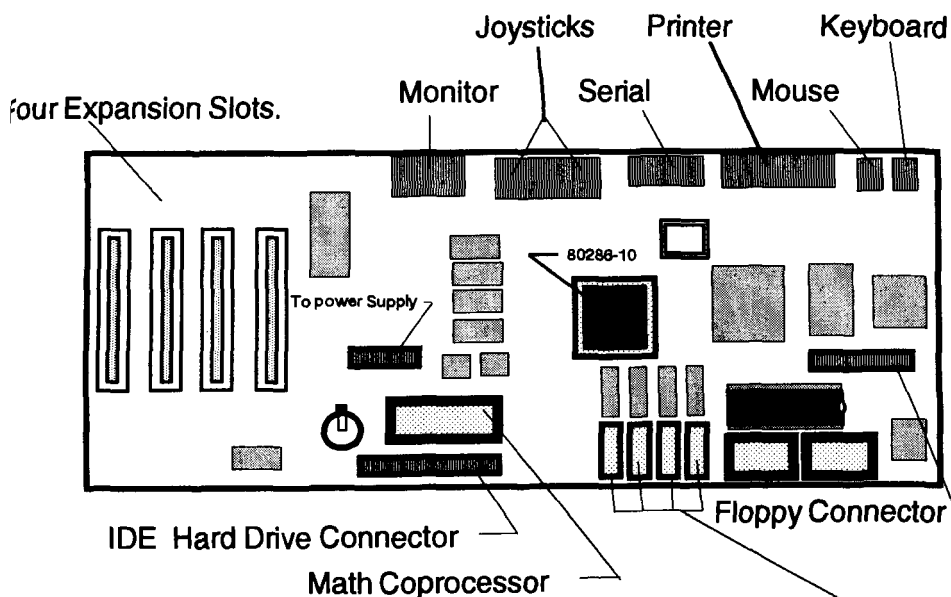 Joysticks Printer Keyboard
Monitor Serial Mouse
Four Expansion Slots.
80286-10
To power Supply
Floppy Connector
IDE Hard Drive Connector
Math Coprocessor